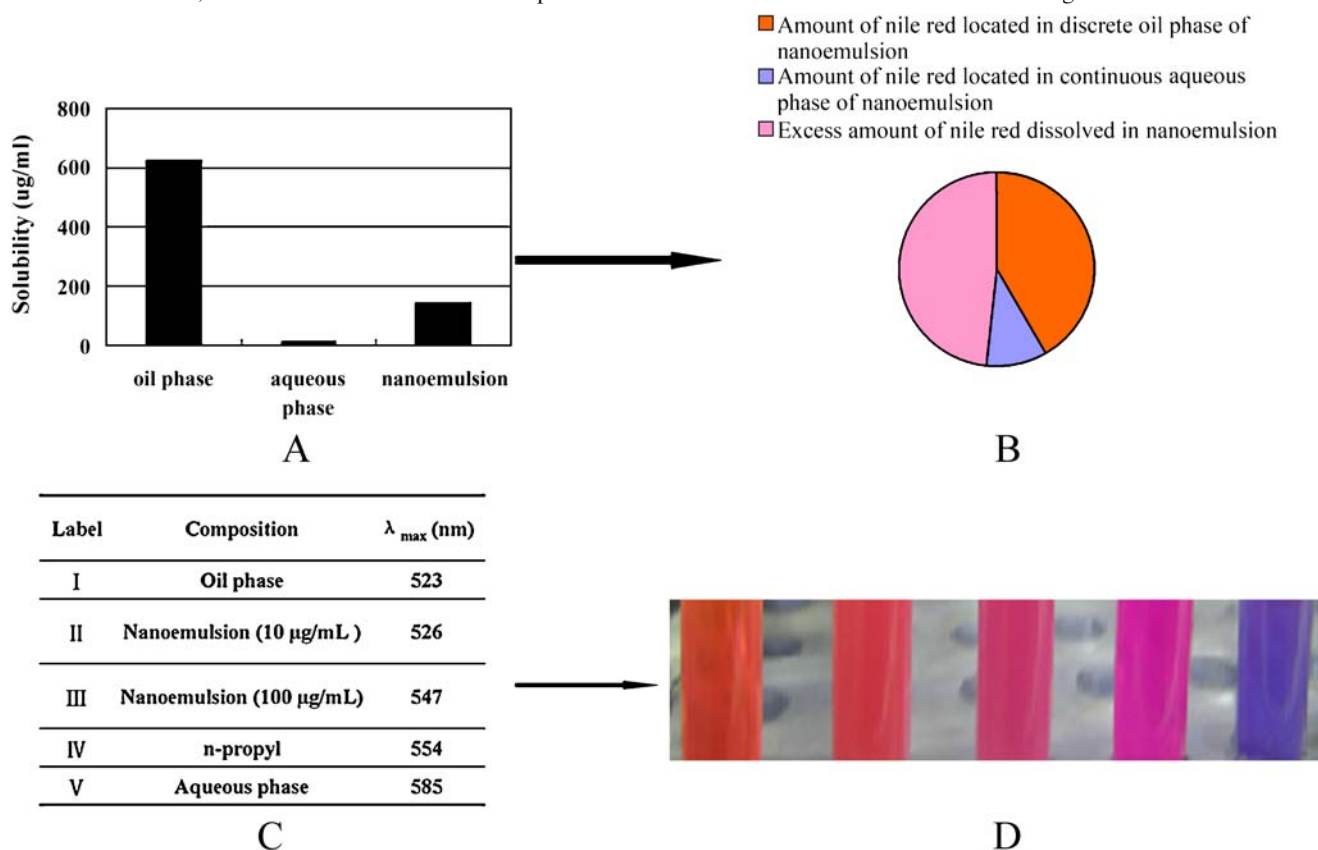 Amount of nile red located in discrete oil phase of
nanoemulsion
Amount of nile red located in continuous aqueous
phase of nanoemulsion
Excess amount of nile red dissolved in nanoemulsion
800
600
400
200
0
Solubility (ug/ml)
oil phase
aqueous
phase
nanoemulsion
A
B
Label Composition λ max (nm)
I Oil phase 523
II Nanoemulsion (10 µg/mL ) 526
III Nanoemulsion (100 µg/mL) 547
IV n-propyl 554
V Aqueous phase 585
C
D